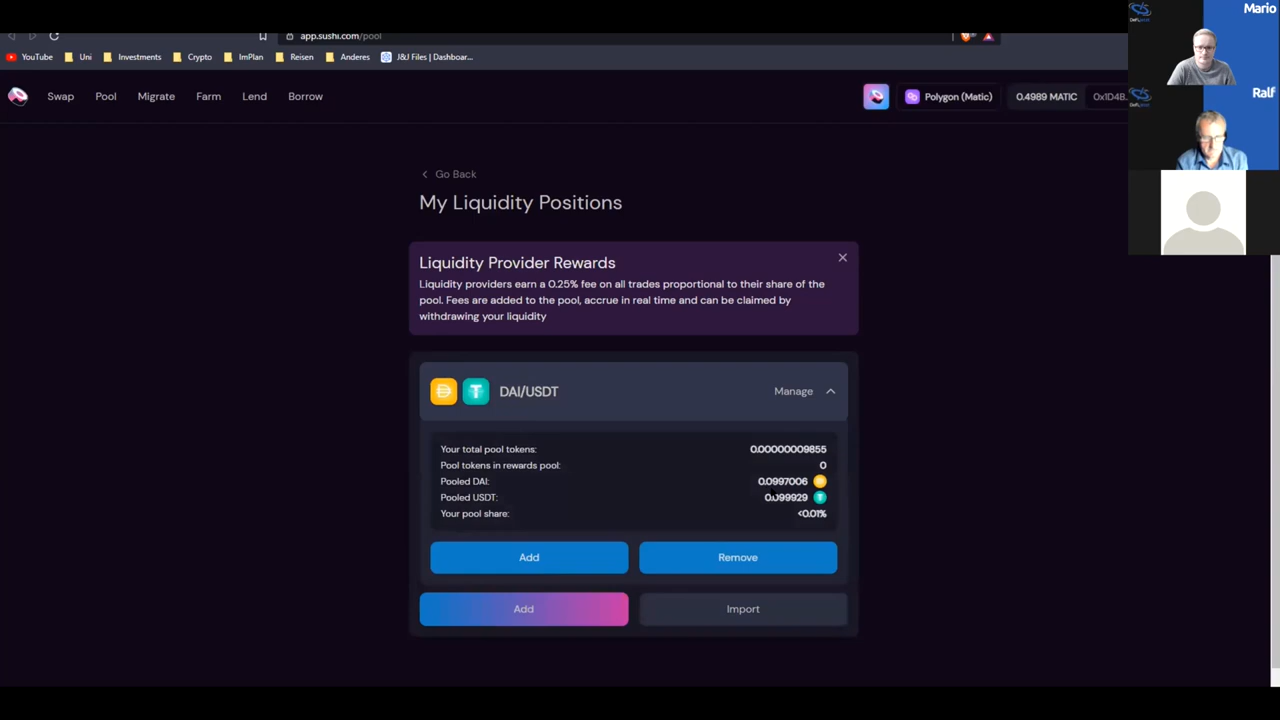 app.sushi.com/pool
YouTube Uni Investments Crypto ImPlan Reisen Anderes J&J Files | Dashboar...
Swap Pool Migrate Farm Lend Borrow Polygon (Matic) 0.4989 MATIC 0x1D4B
Mario
Ralf
Go Back
My Liquidity Positions
Liquidity Provider Rewards
Liquidity providers earn a 0.25% fee on all trades proportional to their share of the
pool. Fees are added to the pool, accrue in real time and can be claimed by
withdrawing your liquidity
DAI/USDT Manage
Your total pool tokens: 0.00000009855
Pool tokens in rewards pool: 0
Pooled DAI: 0.0997006
Pooled USDT: 0.099929
Your pool share: <0.01%
Add Remove
Add Import